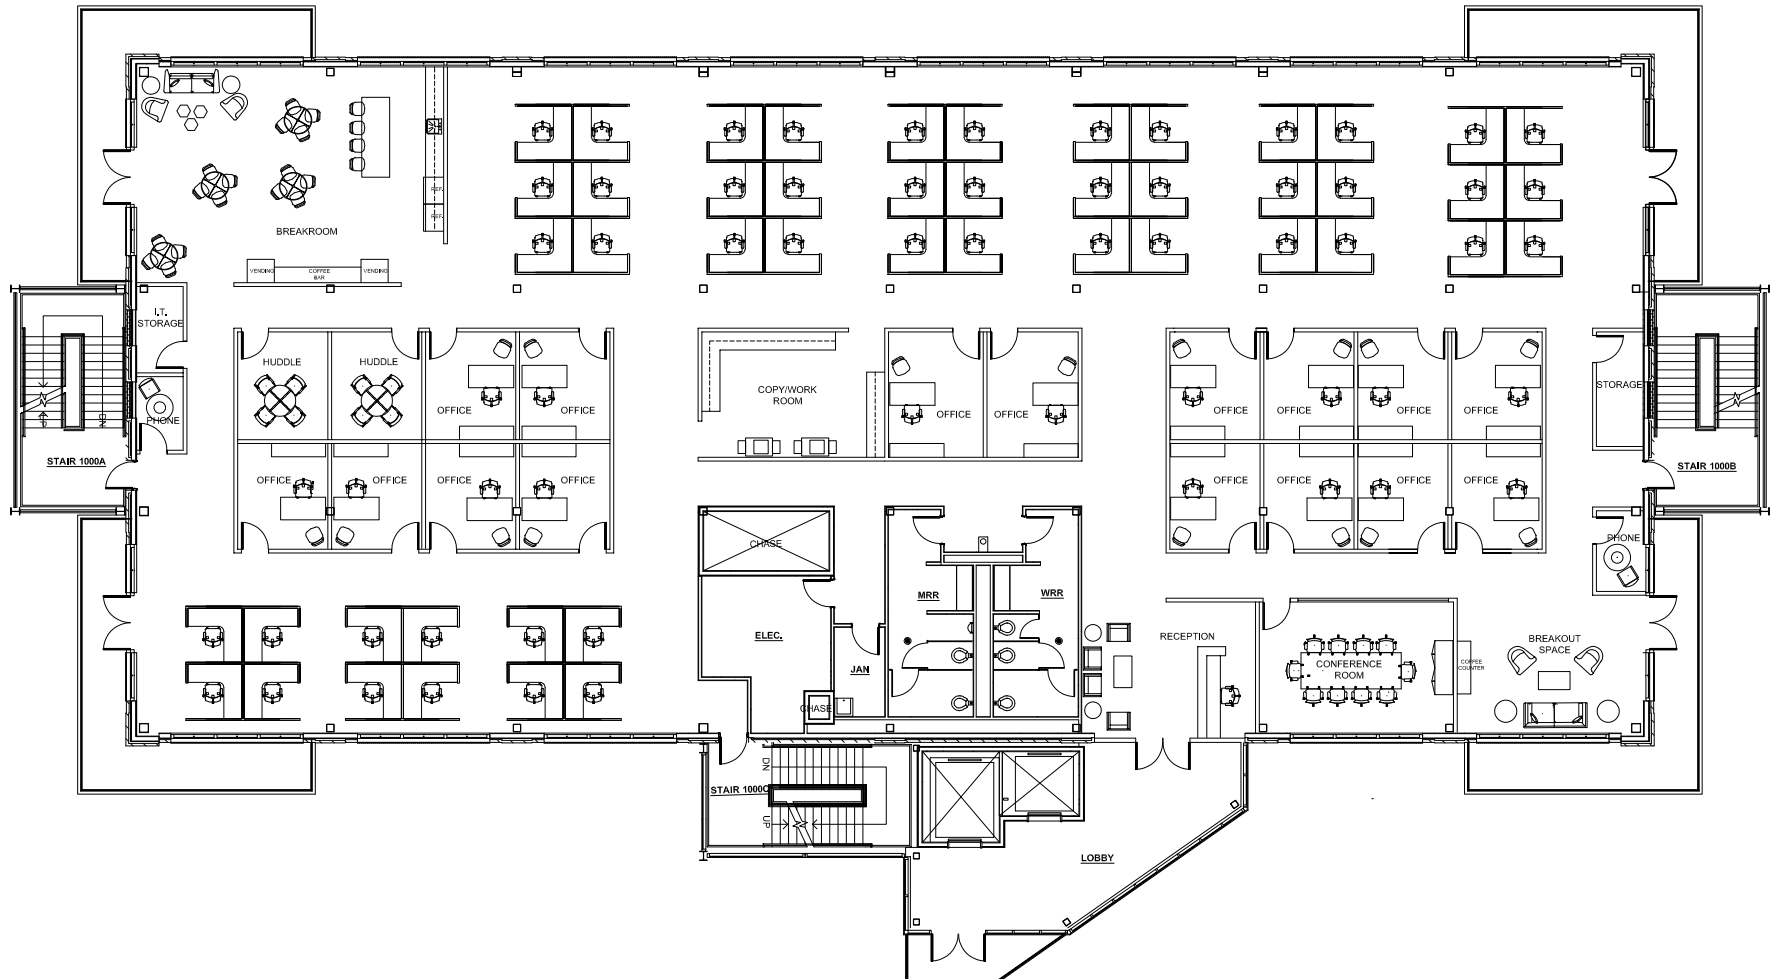 REF.
REF.
BREAKROOM
VENDING
COFFEE
BAR
VENDING
I.T.
STORAGE
HUDDLE
HUDDLE
OFFICE
OFFICE
COPY/WORK
ROOM
OFFICE
OFFICE
OFFICE
OFFICE
OFFICE
OFFICE
STORAGE
PHONE
UP
DN
STAIR 1000A
OFFICE
OFFICE
OFFICE
OFFICE
OFFICE
OFFICE
OFFICE
OFFICE
STAIR 1000B
CHASE
PHONE
MRR
WRR
ELEC.
JAN
CHASE
RECEPTION
CONFERENCE
ROOM
COFFEE
COUNTER
BREAKOUT
SPACE
DN
STAIR 1000C
UP
LOBBY